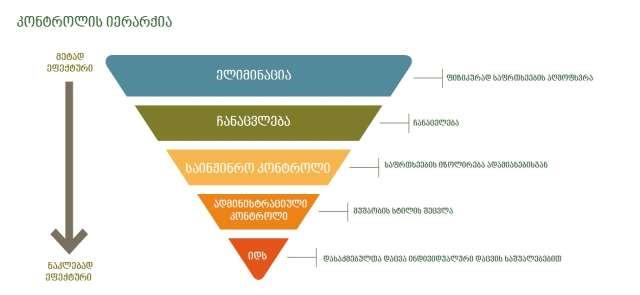 კონტროლის იერარქია
მეტად
ეფექტური
ელიმინაცია
ფიზიკურად საფრთხეების აღმოფხვრა
ჩანაცვლება
ჩანაცვლება
საინჟინრო კონტროლი
საფრთხეების იზოლირება ადამიანებისგან
ადმინისტრაციული
კონტროლი
მუშაობის სტილის შეცვლა
იდს
დასაქმებულთა დაცვა ინდივიდუალური დაცვის საშუალებებით
ნაკლებად
ეფექტური